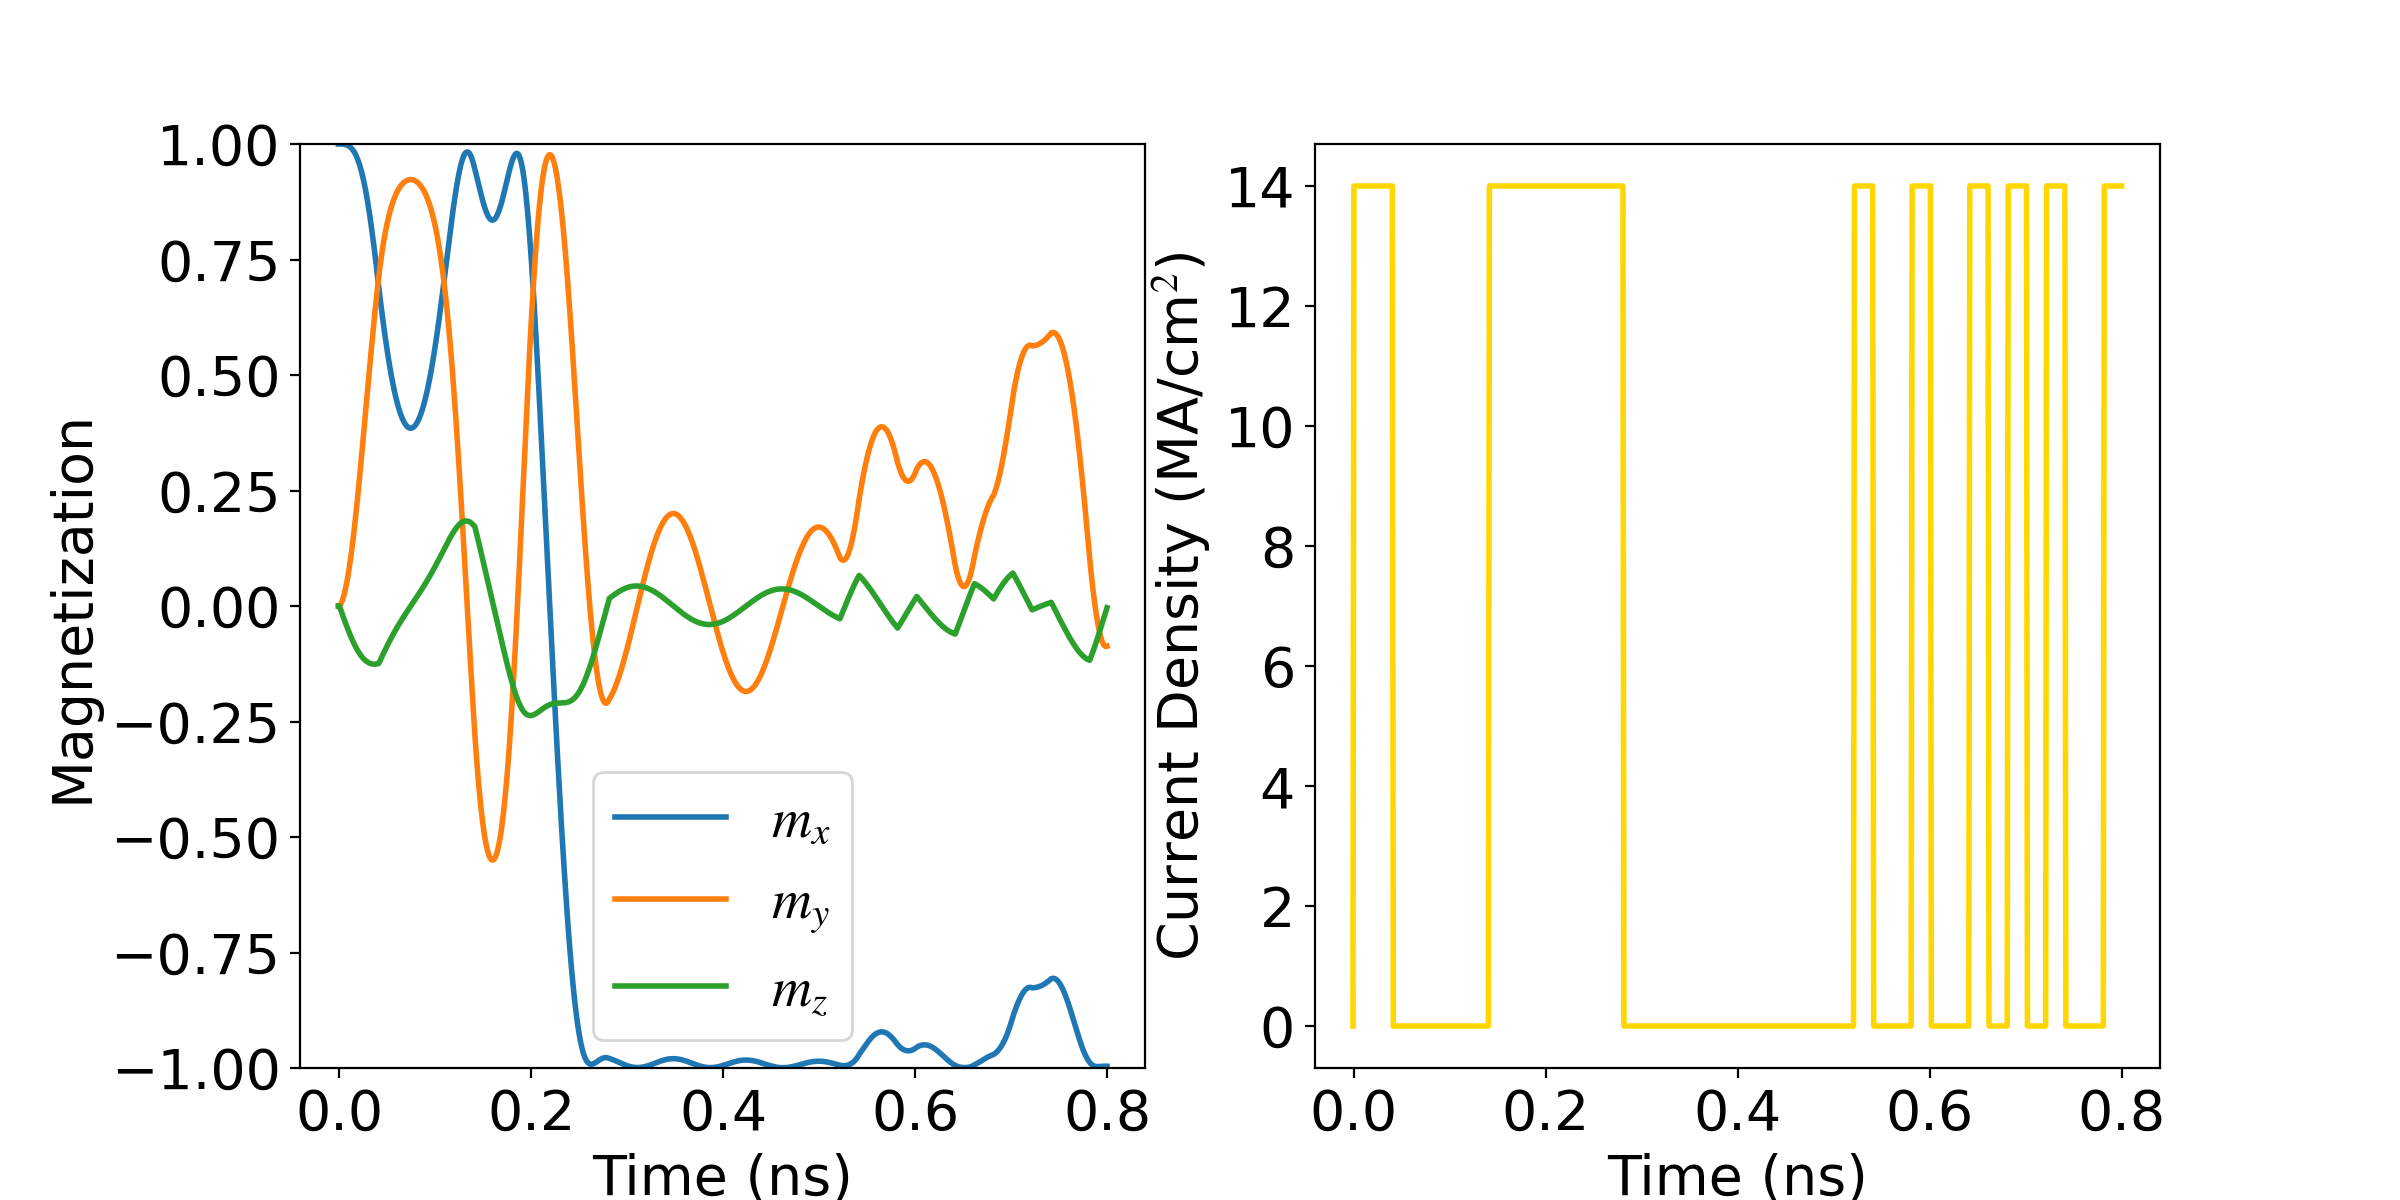 1.00
0.75
0.50
0.25
0.00
−0.25
−0.50
−0.75
−1.00
Magnetization
0.0 0.2 0.4 0.6 0.8
Time (ns)
m_x
m_y
m_z
14
12
10
8
6
4
2
0
Current Density (MA/cm²)
0.0 0.2 0.4 0.6 0.8
Time (ns)